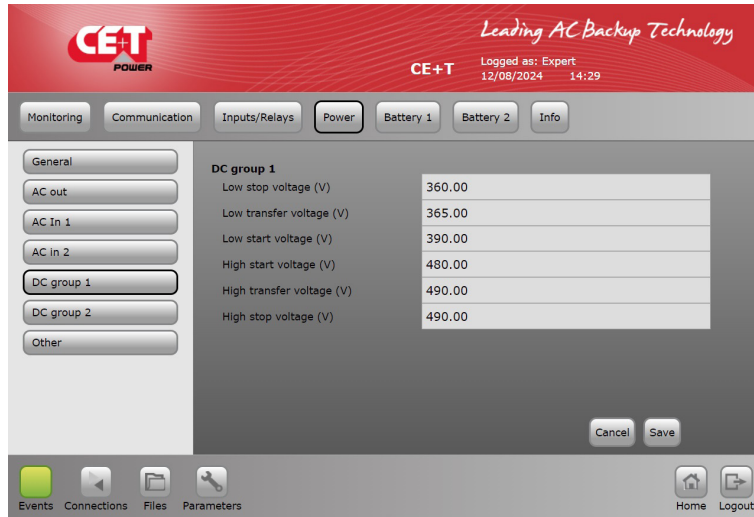 Leading AC Backup Technology
CE+T
POWER
CE+T
Logged as: Expert
12/08/2024 14:29
Monitoring Communication Inputs/Relays Power Battery 1 Battery 2 Info
General
AC out
AC In 1
AC in 2
DC group 1
DC group 2
Other
DC group 1
Low stop voltage (V) 360.00
Low transfer voltage (V) 365.00
Low start voltage (V) 390.00
High start voltage (V) 480.00
High transfer voltage (V) 490.00
High stop voltage (V) 490.00
Cancel Save
Events Connections Files Parameters Home Logout